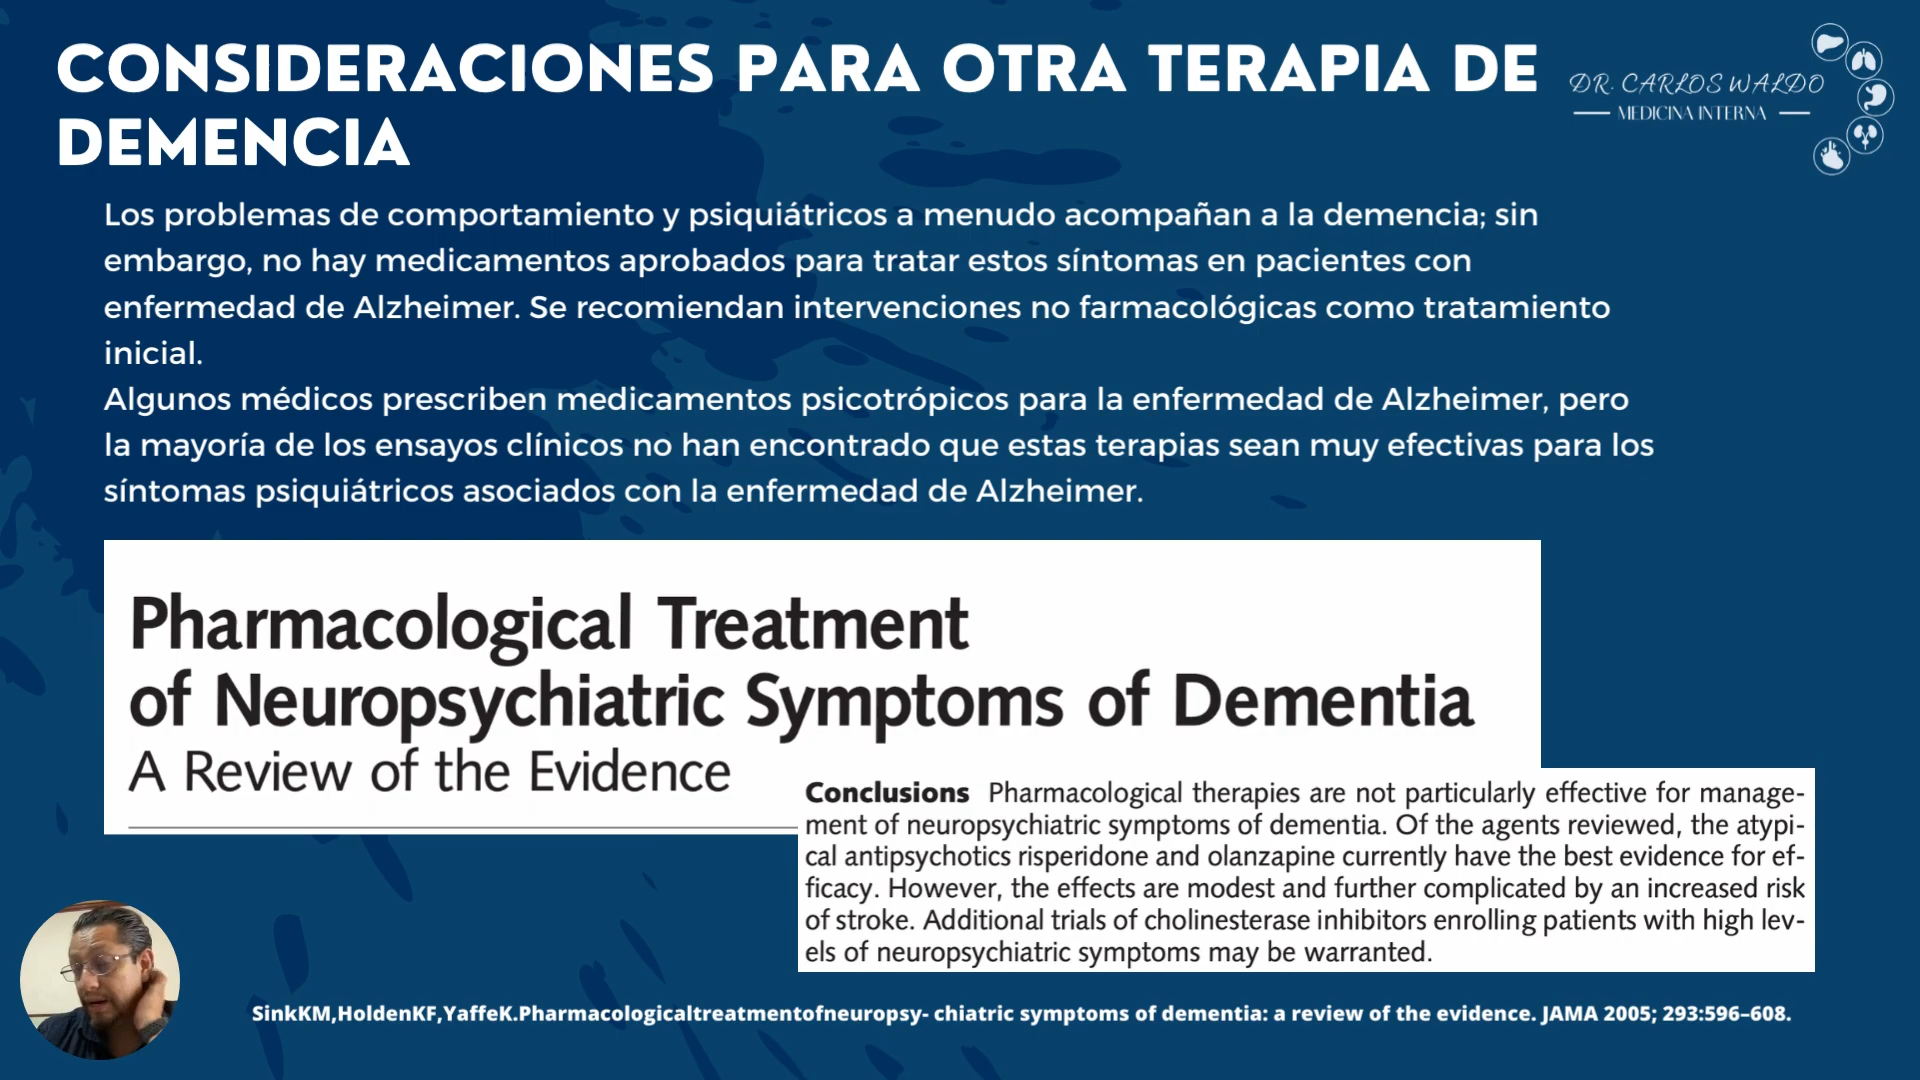 CONSIDERACIONES PARA OTRA TERAPIA DE
DEMENCIA
DR. CARLOS WALDO
MEDICINA INTERNA
Los problemas de comportamiento y psiquiátricos a menudo acompañan a la demencia; sin
embargo, no hay medicamentos aprobados para tratar estos síntomas en pacientes con
enfermedad de Alzheimer. Se recomiendan intervenciones no farmacológicas como tratamiento
inicial.
Algunos médicos prescriben medicamentos psicotrópicos para la enfermedad de Alzheimer, pero
la mayoría de los ensayos clínicos no han encontrado que estas terapias sean muy efectivas para los
síntomas psiquiátricos asociados con la enfermedad de Alzheimer.
Pharmacological Treatment
of Neuropsychiatric Symptoms of Dementia
A Review of the Evidence
Conclusions Pharmacological therapies are not particularly effective for manage-
ment of neuropsychiatric symptoms of dementia. Of the agents reviewed, the atypi-
cal antipsychotics risperidone and olanzapine currently have the best evidence for ef-
ficacy. However, the effects are modest and further complicated by an increased risk
of stroke. Additional trials of cholinesterase inhibitors enrolling patients with high lev-
els of neuropsychiatric symptoms may be warranted.
SinkKM,HoldenKF,YaffeK.Pharmacologicaltreatmentofneuropsy- chiatric symptoms of dementia: a review of the evidence. JAMA 2005; 293:596–608.